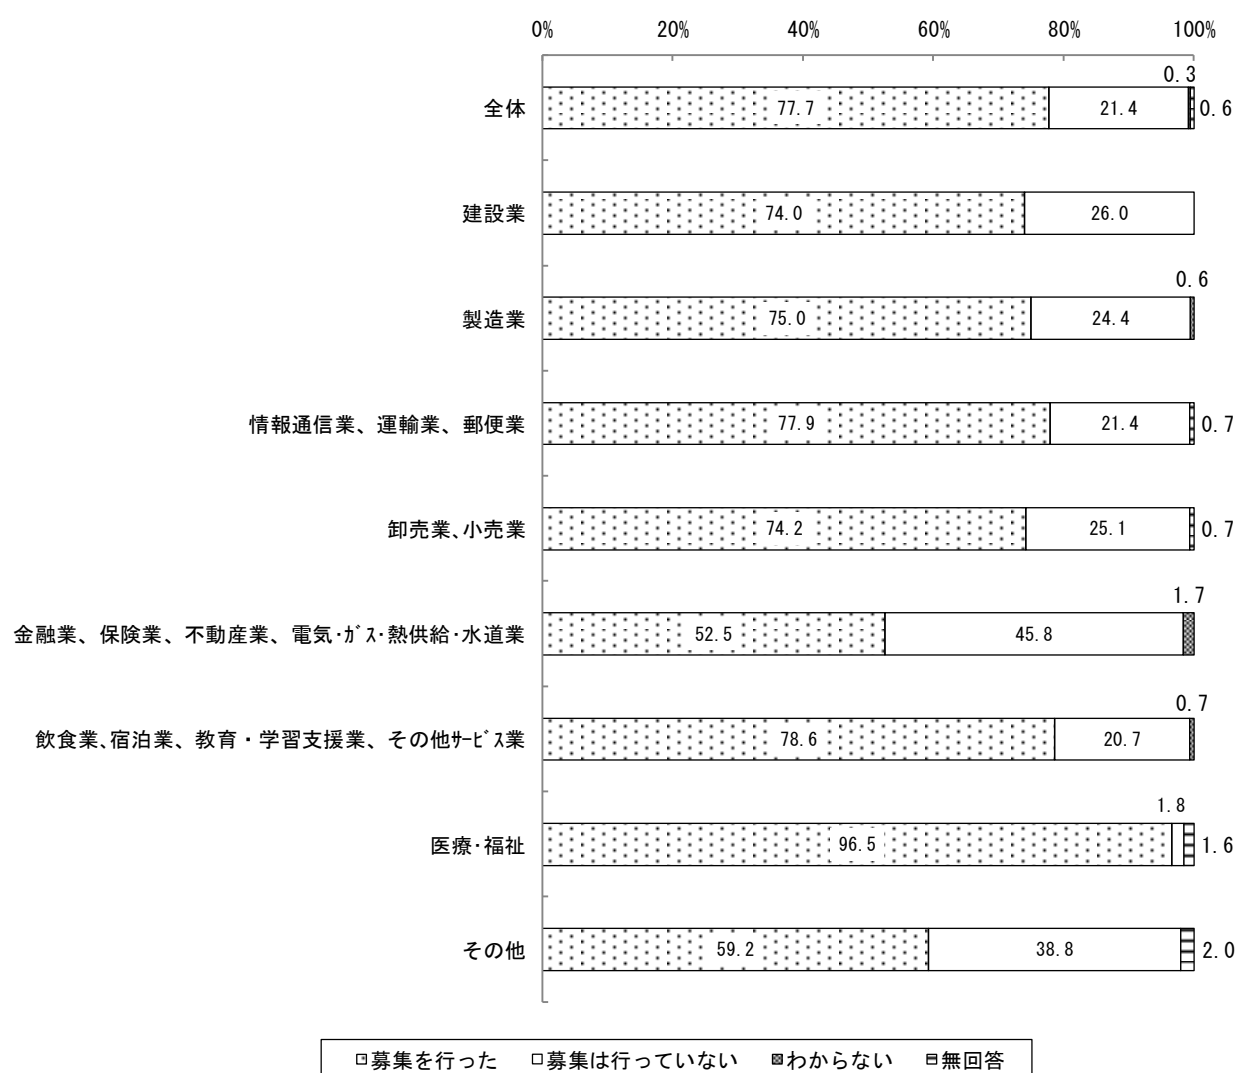 0% 20% 40% 60% 80% 100%
0.3
全体 77.7 21.4 0.6
建設業 74.0 26.0
0.6
製造業 75.0 24.4
情報通信業、運輸業、郵便業 77.9 21.4 0.7
卸売業､小売業 74.2 25.1 0.7
1.7
金融業、保険業、不動産業、電気･ｶﾞｽ･熱供給･水道業 52.5 45.8
0.7
飲食業､宿泊業、教育・学習支援業、その他ｻｰﾋﾞｽ業 78.6 20.7
1.8
医療･福祉 96.5 1.6
その他 59.2 38.8 2.0
募集を行った 募集は行っていない わからない 無回答